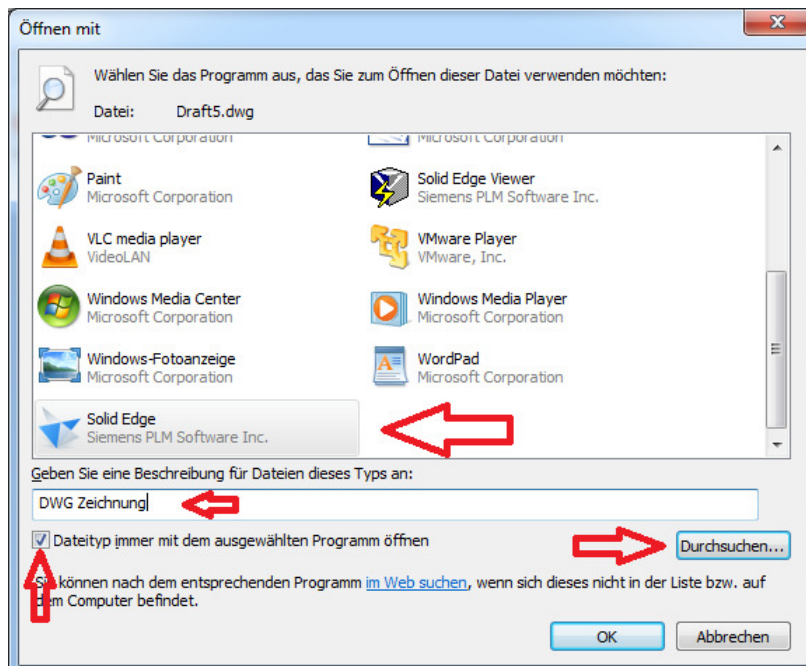 Öffnen mit
Wählen Sie das Programm aus, das Sie zum Öffnen dieser Datei verwenden möchten:
Datei: Draft5.dwg
Microsoft Corporation Microsoft Corporation
Paint Solid Edge Viewer
Microsoft Corporation Siemens PLM Software Inc.
VLC media player VMware Player
VideoLAN VMware, Inc.
Windows Media Center Windows Media Player
Microsoft Corporation Microsoft Corporation
Windows-Fotoanzeige WordPad
Microsoft Corporation Microsoft Corporation
Solid Edge
Siemens PLM Software Inc.
Geben Sie eine Beschreibung für Dateien dieses Typs an:
DWG Zeichnung
Dateityp immer mit dem ausgewählten Programm öffnen
Durchsuchen...
Sie können nach dem entsprechenden Programm im Web suchen, wenn sich dieses nicht in der Liste bzw. auf
dem Computer befindet.
OK Abbrechen